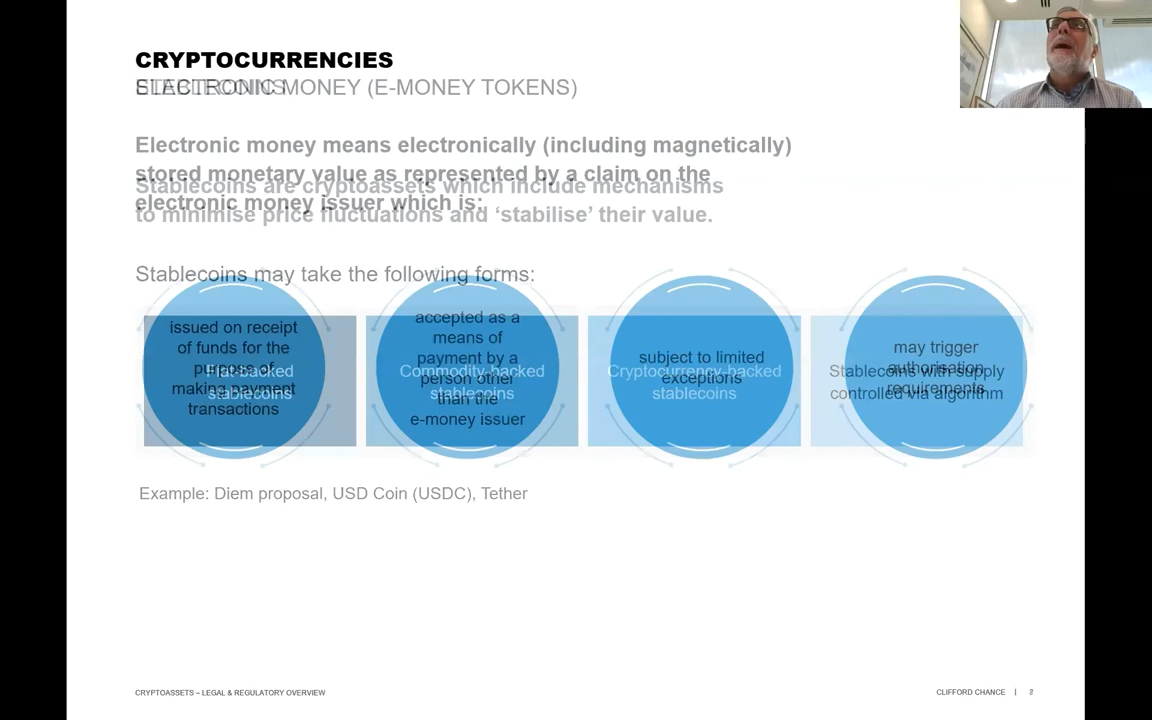 CRYPTOCURRENCIES
STABLECOINS
ELECTRONIC MONEY (E-MONEY TOKENS)
Electronic money means electronically (including magnetically)
stored monetary value as represented by a claim on the
electronic money issuer which is:
Stablecoins are cryptoassets which include mechanisms
to minimise price fluctuations and ‘stabilise’ their value.
Stablecoins may take the following forms:
issued on receipt
of funds for the
purpose of
making payment
transactions
accepted as a
means of
payment by a
person other
than the
e-money issuer
subject to limited
exceptions
may trigger
authorisation
requirements
Fiat-backed
stablecoins
Commodity-backed
stablecoins
Cryptocurrency-backed
stablecoins
Stablecoins with supply
controlled via algorithm
Example: Diem proposal, USD Coin (USDC), Tether
CRYPTOASSETS – LEGAL & REGULATORY OVERVIEW
CLIFFORD CHANCE |